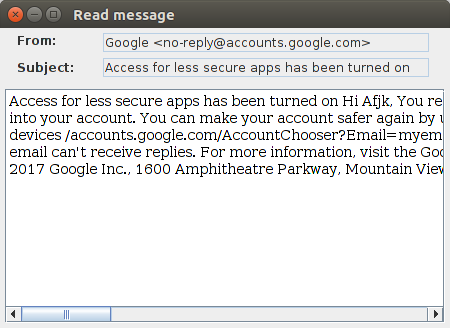 Read message
From: Google <no-reply@accounts.google.com>
Subject: Access for less secure apps has been turned on
Access for less secure apps has been turned on Hi Afjk, You re
into your account. You can make your account safer again by u
devices /accounts.google.com/AccountChooser?Email=myem
email can't receive replies. For more information, visit the Goo
2017 Google Inc., 1600 Amphitheatre Parkway, Mountain View